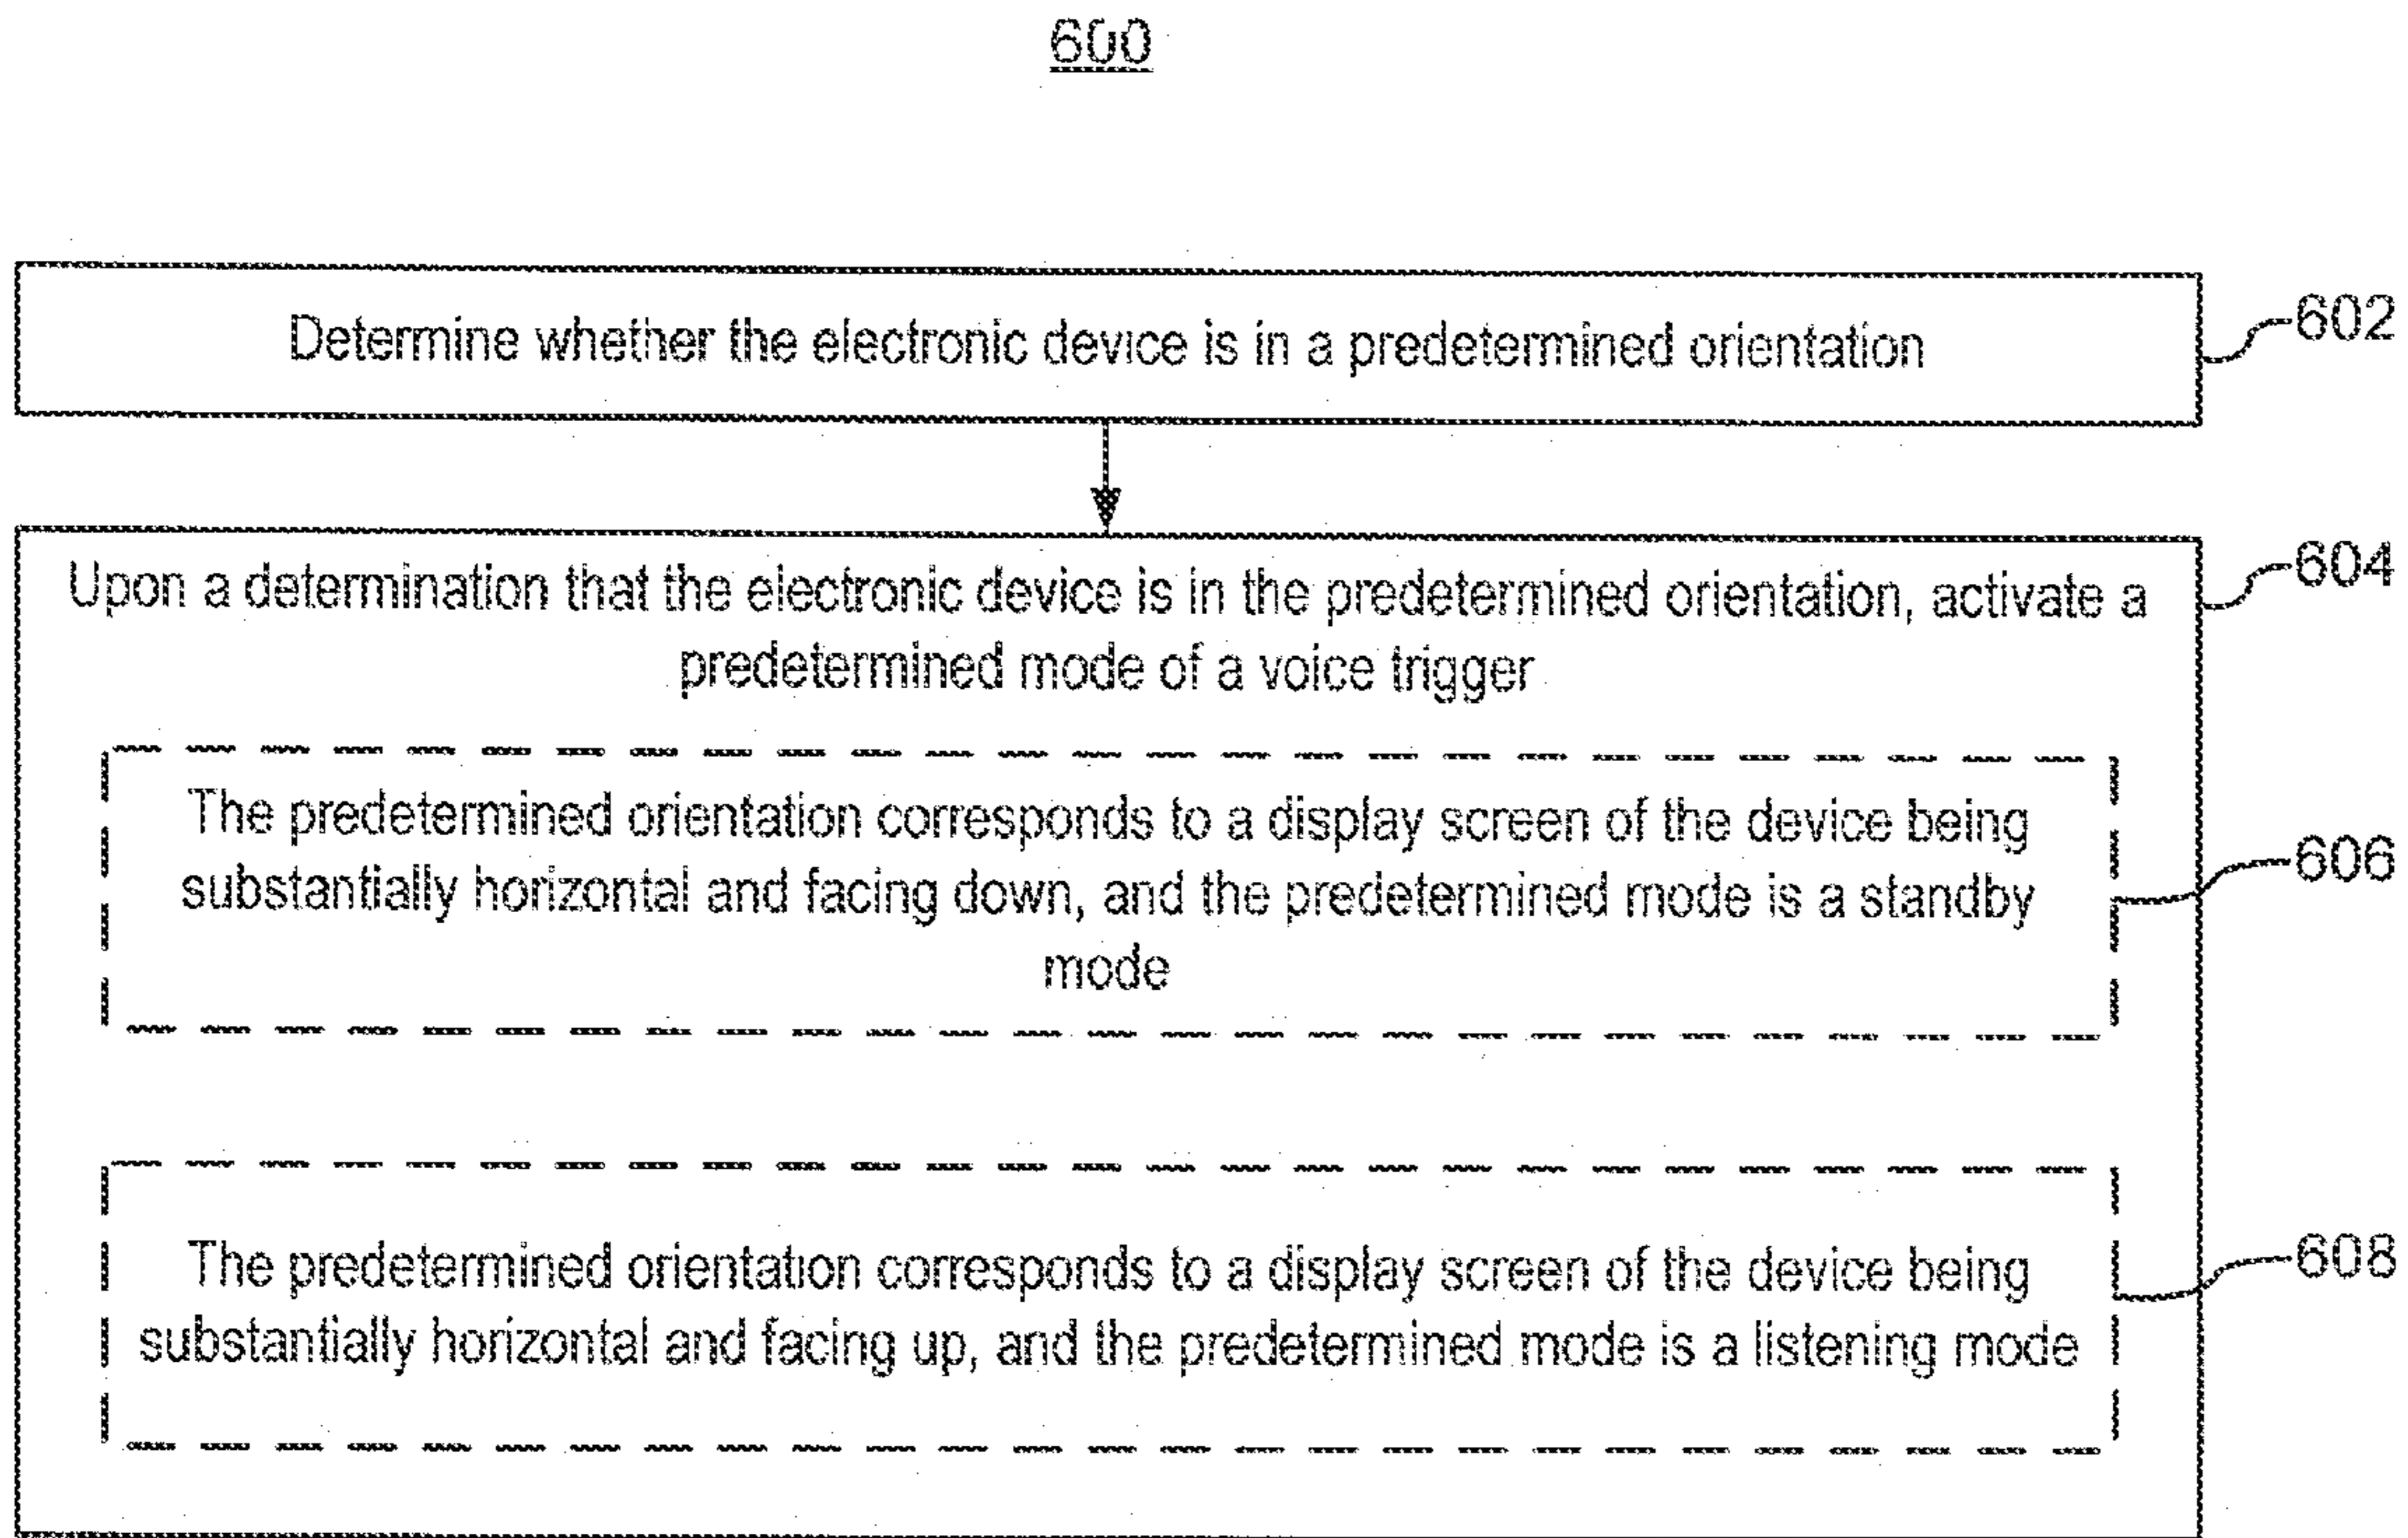 600
Determine whether the electronic device is in a predetermined orientation
602
Upon a determination that the electronic device is in the predetermined orientation, activate a
predetermined mode of a voice trigger
604
The predetermined orientation corresponds to a display screen of the device being
substantially horizontal and facing down, and the predetermined mode is a standby
mode
606
The predetermined orientation corresponds to a display screen of the device being
substantially horizontal and facing up, and the predetermined mode is a listening mode
608